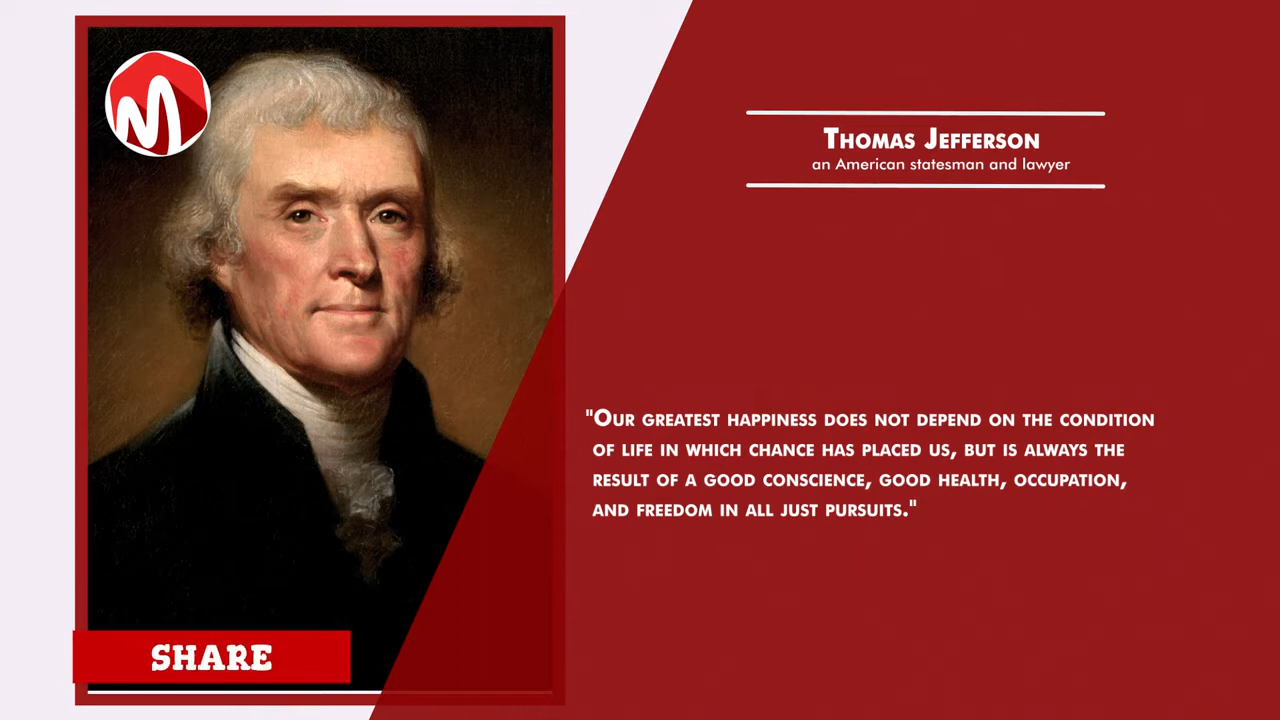 M
Thomas Jefferson
an American statesman and lawyer
"Our greatest happiness does not depend on the condition
of life in which chance has placed us, but is always the
result of a good conscience, good health, occupation,
and freedom in all just pursuits."
SHARE